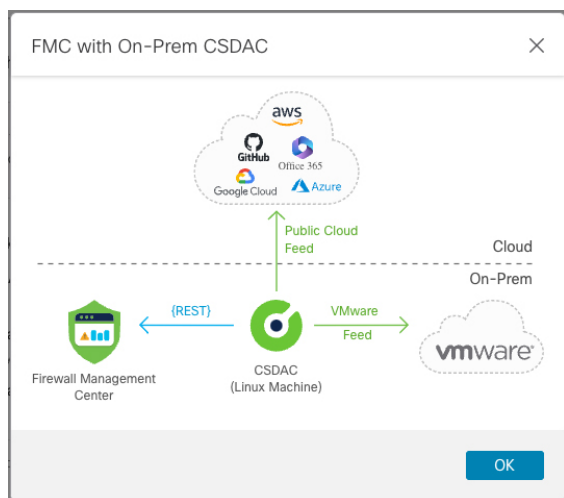 FMC with On-Prem CSDAC
aws
GitHub
Office 365
Google Cloud
Azure
Public Cloud
Feed
Cloud
On-Prem
{REST}
VMware
Feed
vmware®
Firewall Management
Center
CSDAC
(Linux Machine)
OK